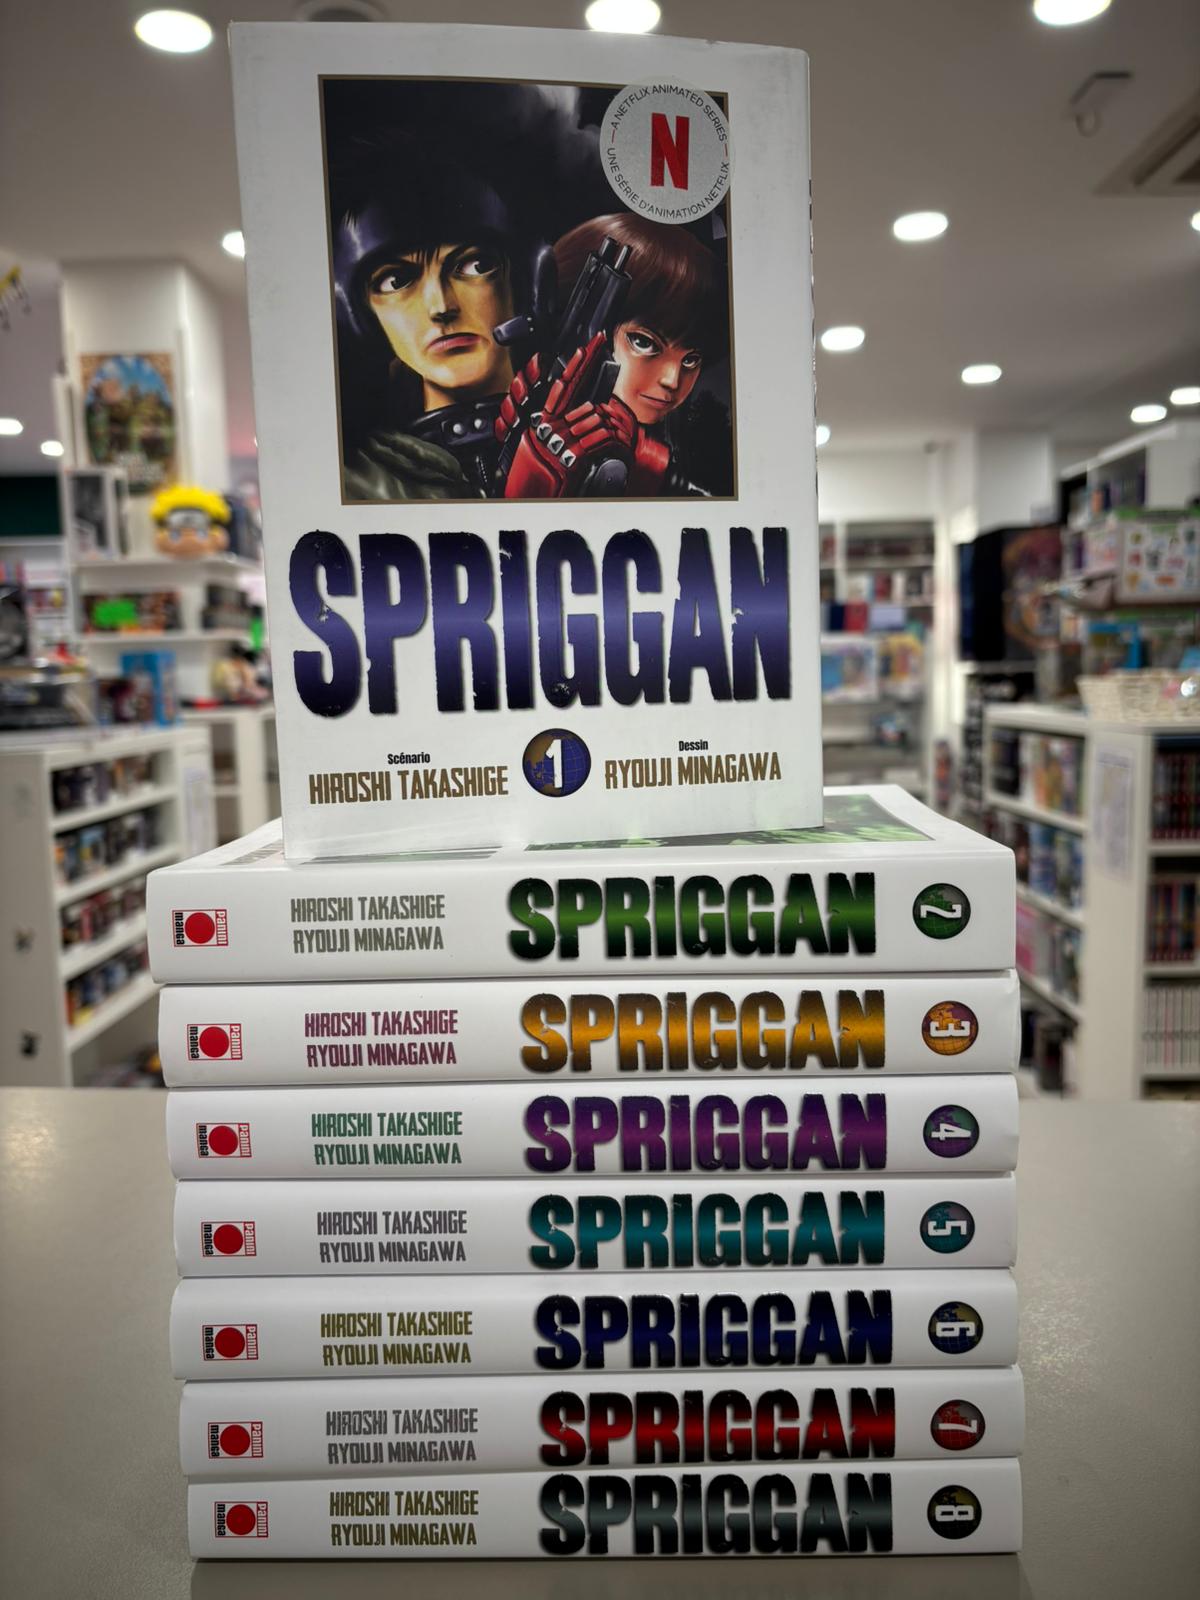 A NETFLIX ANIMATED SERIES
N
UNE SÉRIE D'ANIMATION NETFLIX
SPRIGGAN
Scénario
HIROSHI TAKASHIGE
1
Dessin
RYOUJI MINAGAWA
panini manga
HIROSHI TAKASHIGE
RYOUJI MINAGAWA
SPRIGGAN
2
panini manga
HIROSHI TAKASHIGE
RYOUJI MINAGAWA
SPRIGGAN
3
panini manga
HIROSHI TAKASHIGE
RYOUJI MINAGAWA
SPRIGGAN
4
panini manga
HIROSHI TAKASHIGE
RYOUJI MINAGAWA
SPRIGGAN
5
panini manga
HIROSHI TAKASHIGE
RYOUJI MINAGAWA
SPRIGGAN
6
panini manga
HIROSHI TAKASHIGE
RYOUJI MINAGAWA
SPRIGGAN
7
panini manga
HIROSHI TAKASHIGE
RYOUJI MINAGAWA
SPRIGGAN
8